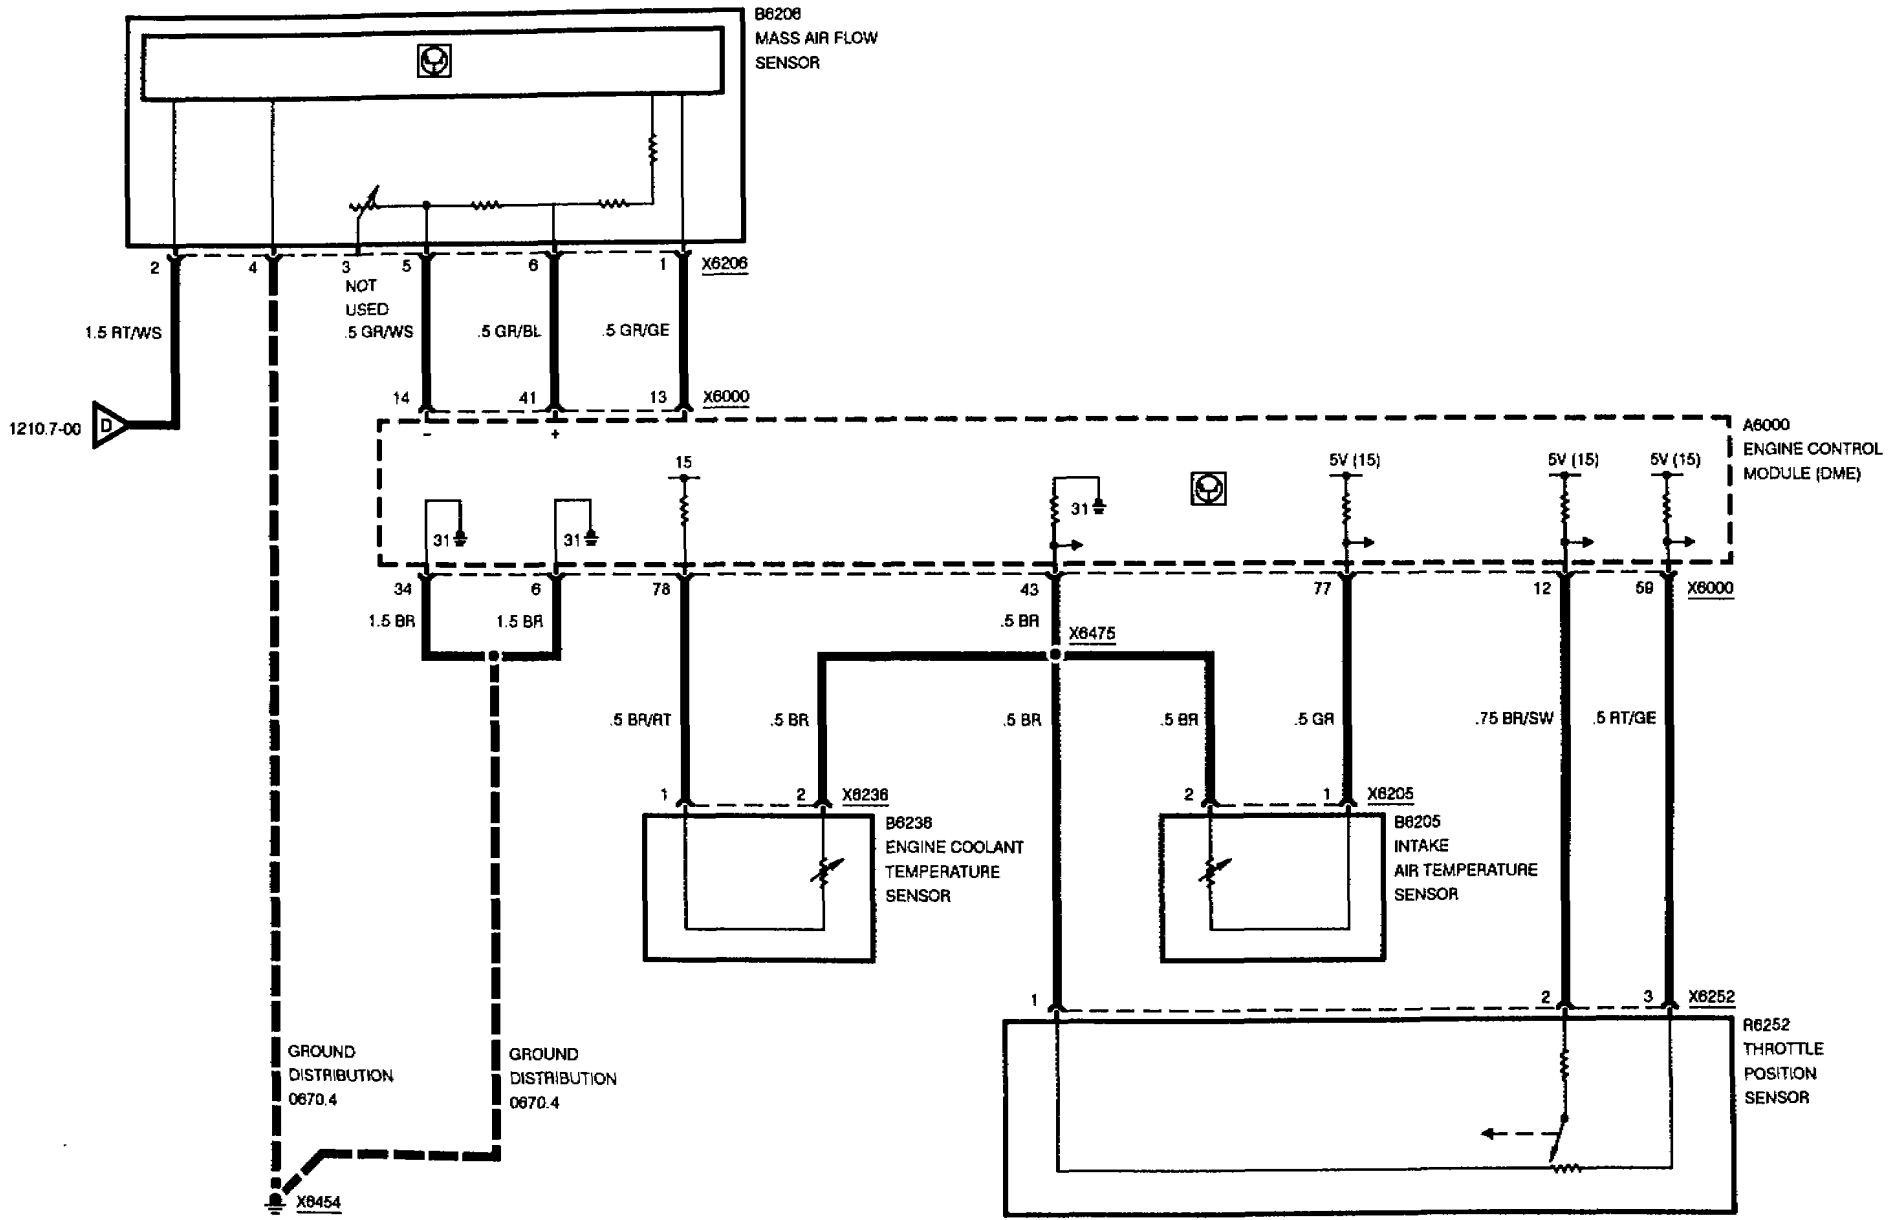 B6206
MASS AIR FLOW
SENSOR
2
4
3
5
6
1
X6206
NOT
USED
1.5 RT/WS
.5 GR/WS
.5 GR/BL
.5 GR/GE
14
41
13
X6000
1210.7-00
D
-
+
A6000
ENGINE CONTROL
MODULE (DME)
15
5V (15)
5V (15)
5V (15)
31
31
31
34
6
78
43
77
12
59
X6000
1.5 BR
1.5 BR
.5 BR
X6475
.5 BR/RT
.5 BR
.5 BR
.5 BR
.5 GR
.75 BR/SW
.5 RT/GE
1
2
X6236
2
1
X6205
B6236
ENGINE COOLANT
TEMPERATURE
SENSOR
B6205
INTAKE
AIR TEMPERATURE
SENSOR
1
2
3
X6252
R6252
THROTTLE
POSITION
SENSOR
GROUND
DISTRIBUTION
0670.4
GROUND
DISTRIBUTION
0670.4
X6454